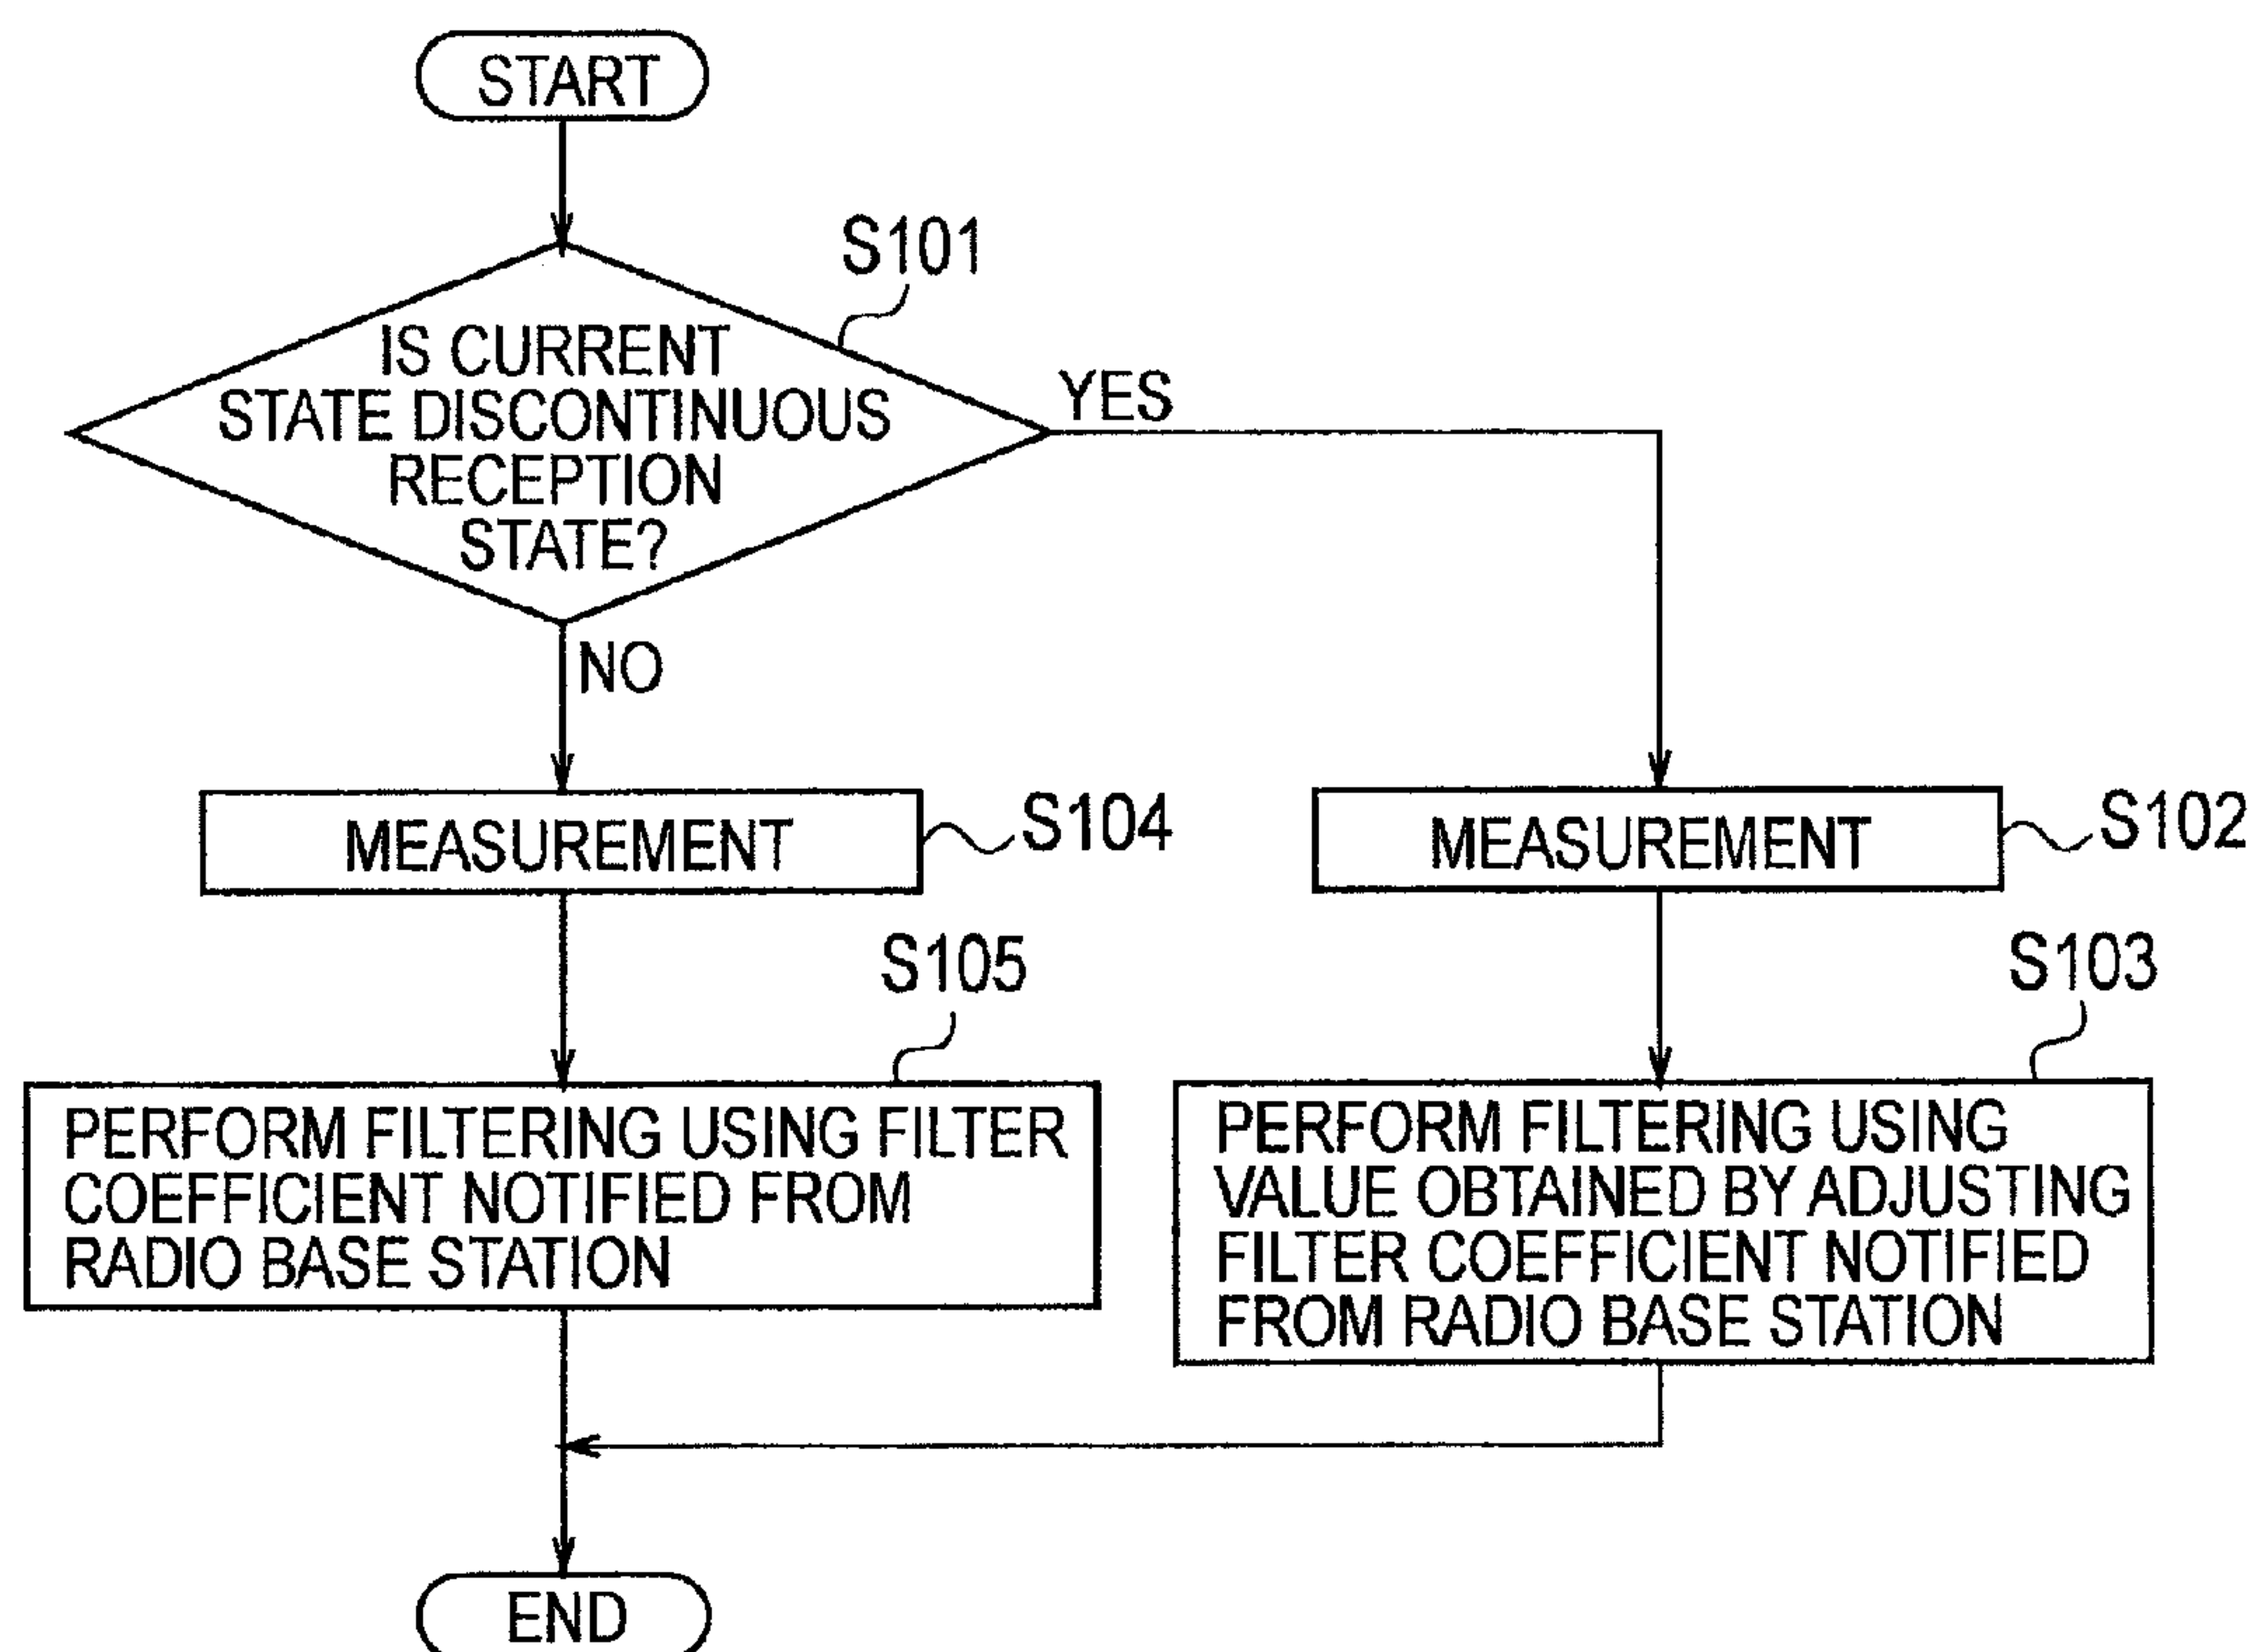 START
S101
IS CURRENT
STATE DISCONTINUOUS
RECEPTION
STATE?
YES
NO
MEASUREMENT
S104
MEASUREMENT
S102
S105
PERFORM FILTERING USING FILTER
COEFFICIENT NOTIFIED FROM
RADIO BASE STATION
S103
PERFORM FILTERING USING
VALUE OBTAINED BY ADJUSTING
FILTER COEFFICIENT NOTIFIED
FROM RADIO BASE STATION
END